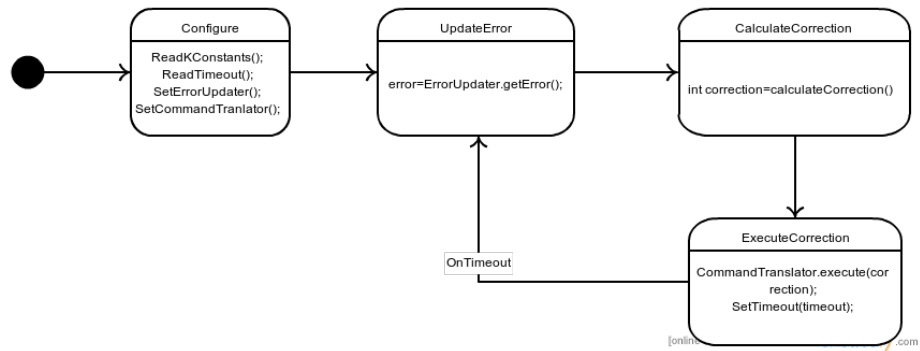 Configure
ReadKConstants();
ReadTimeout();
SetErrorUpdater();
SetCommandTranlator();
UpdateError
error=ErrorUpdater.getError();
CalculateCorrection
int correction=calculateCorrection()
ExecuteCorrection
CommandTranslator.execute(cor
rection);
SetTimeout(timeout);
OnTimeout
[online
.com